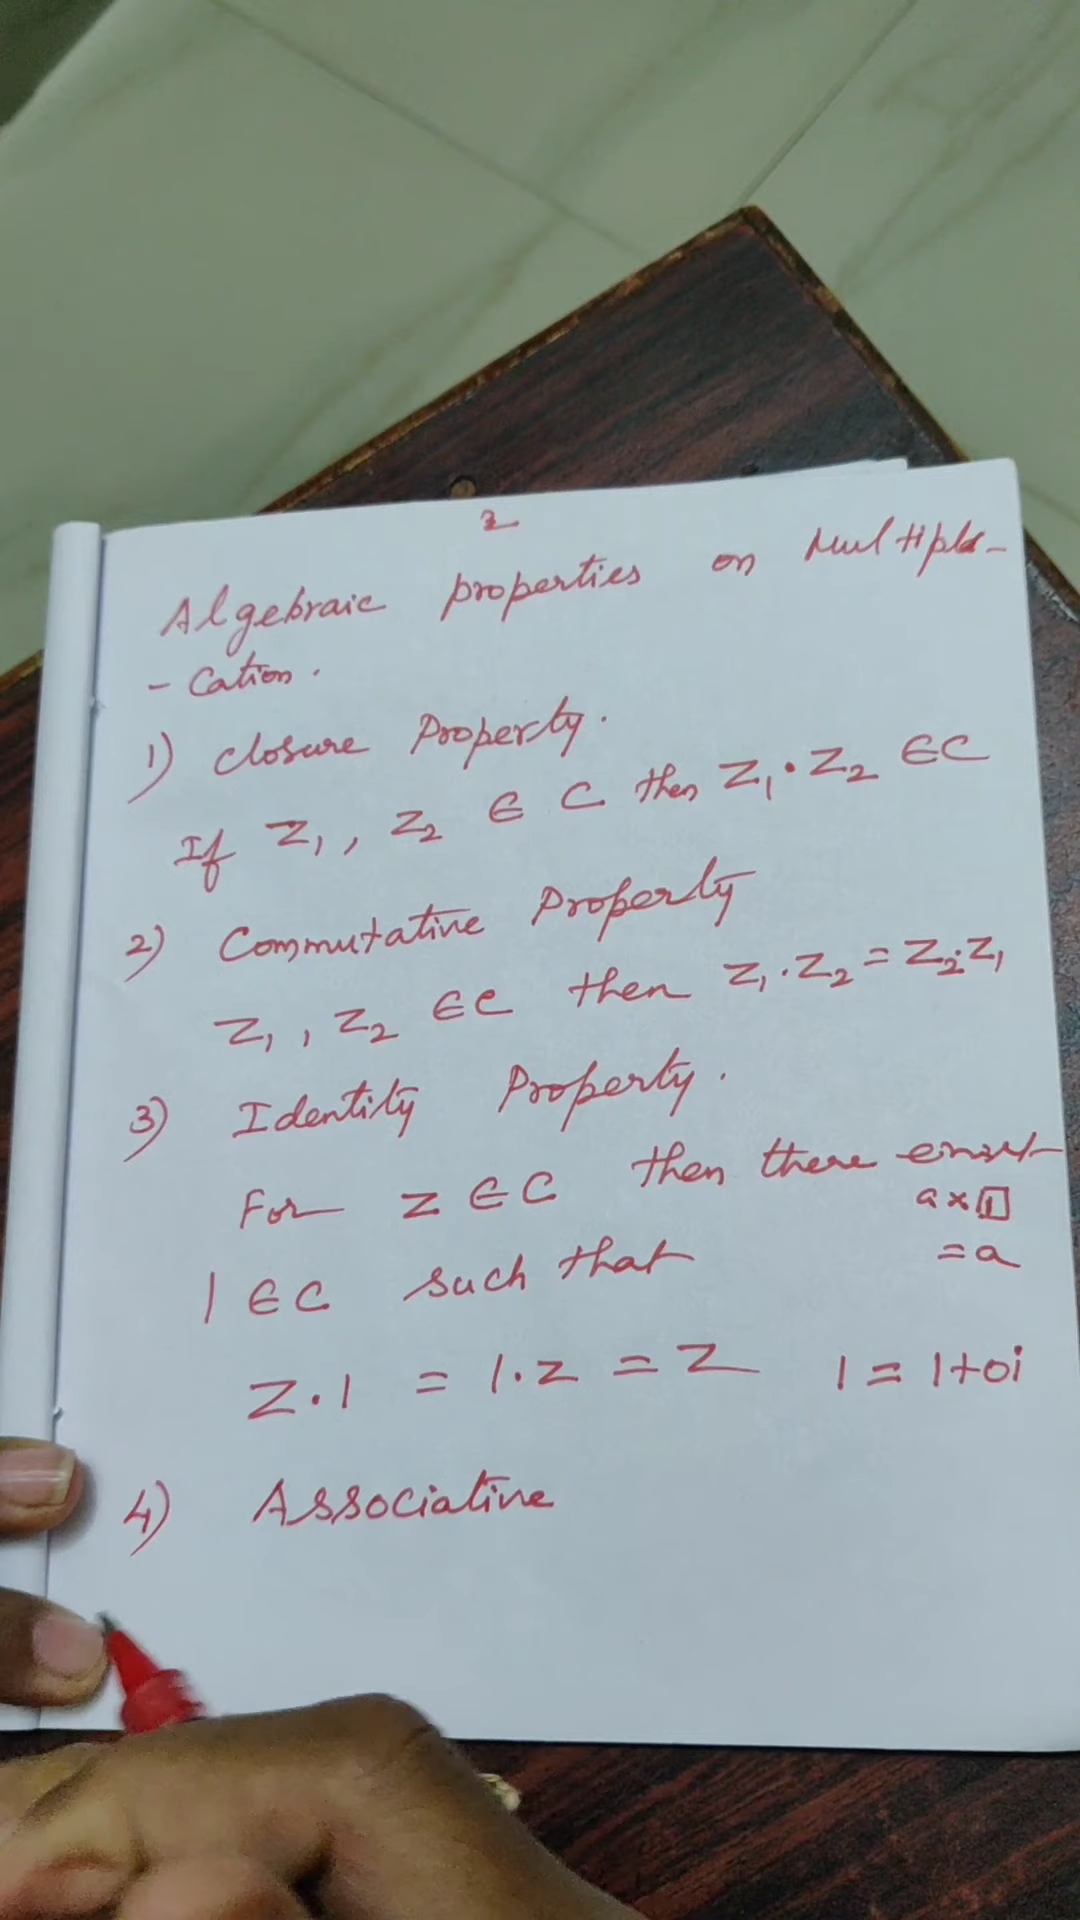 2
Algebraic properties on Multipli-
- Cation.
1) Closure Property.
If Z₁, Z₂ ∈ C then Z₁·Z₂ ∈C
2) Commutative Property
Z₁, Z₂ ∈C then Z₁·Z₂ = Z₂·Z₁
3) Identity Property.
For Z ∈ C then there exist
a×1
1 ∈ C such that
=a
Z·1 = 1·Z = Z 1 = 1+0i
4) Associative